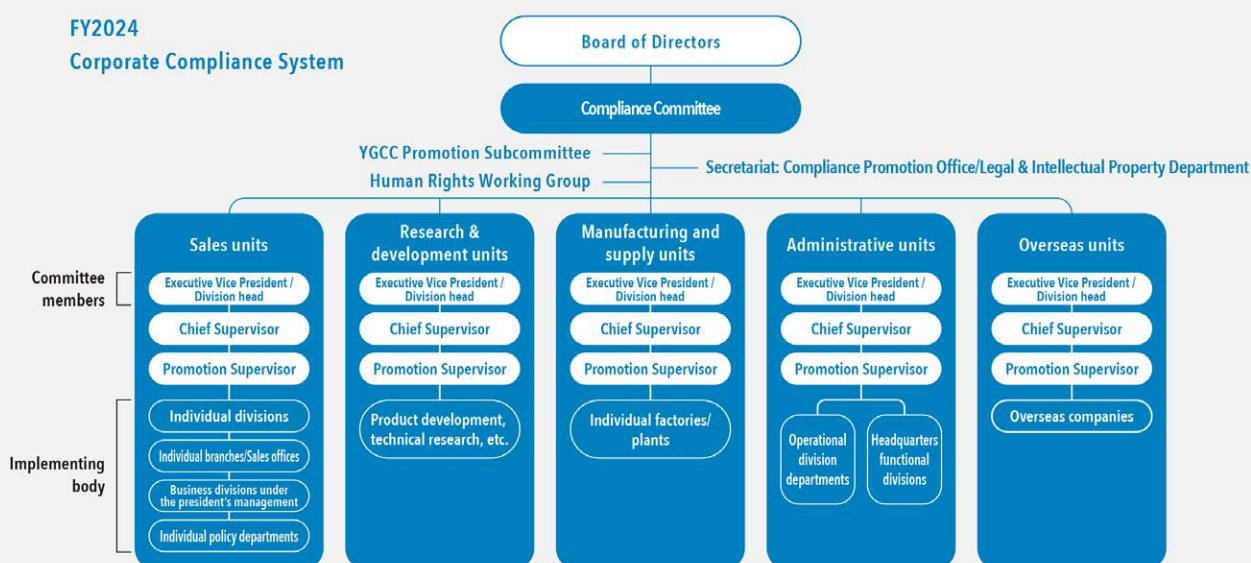 FY2024
Corporate Compliance System
Board of Directors
Compliance Committee
YGCC Promotion Subcommittee
Secretariat: Compliance Promotion Office/Legal & Intellectual Property Department
Human Rights Working Group
Committee
members
Implementing
body
Sales units
Executive Vice President /
Division head
Chief Supervisor
Promotion Supervisor
Individual divisions
Individual branches/Sales offices
Business divisions under
the president's management
Individual policy departments
Research &
development units
Executive Vice President /
Division head
Chief Supervisor
Promotion Supervisor
Product development,
technical research, etc.
Manufacturing and
supply units
Executive Vice President /
Division head
Chief Supervisor
Promotion Supervisor
Individual factories/
plants
Administrative units
Executive Vice President /
Division head
Chief Supervisor
Promotion Supervisor
Operational
division
departments
Headquarters
functional
divisions
Overseas units
Executive Vice President /
Division head
Chief Supervisor
Promotion Supervisor
Overseas companies